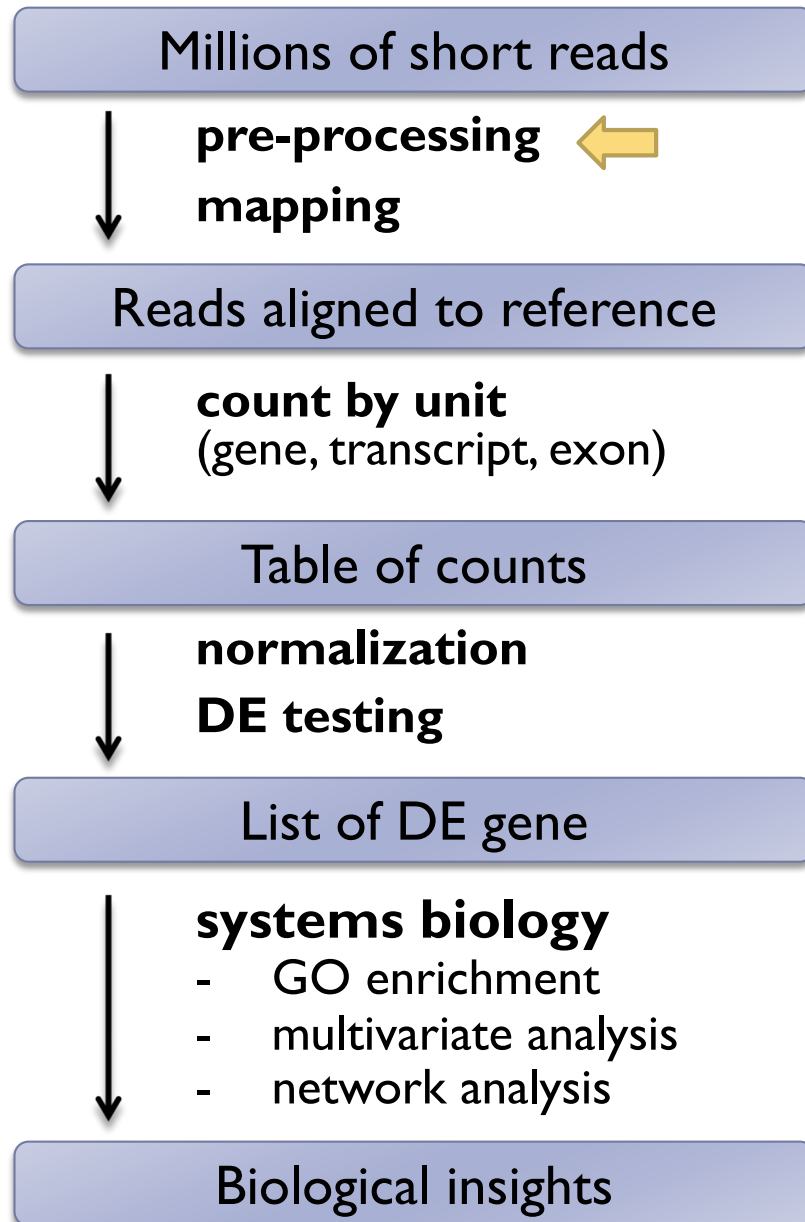 Millions of short reads
pre-processing
mapping
Reads aligned to reference
count by unit
(gene, transcript, exon)
Table of counts
normalization
DE testing
List of DE gene
systems biology
- GO enrichment
- multivariate analysis
- network analysis
Biological insights